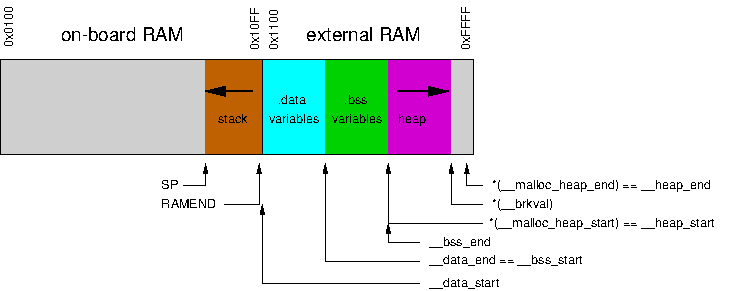 0x0100
on-board RAM
0x10FF
0x1100
external RAM
0xFFFF
stack
.data
variables
.bss
variables
heap
SP
*(__malloc_heap_end) == __heap_end
RAMEND
*(__brkval)
*(__malloc_heap_start) == __heap_start
__bss_end
__data_end == __bss_start
__data_start